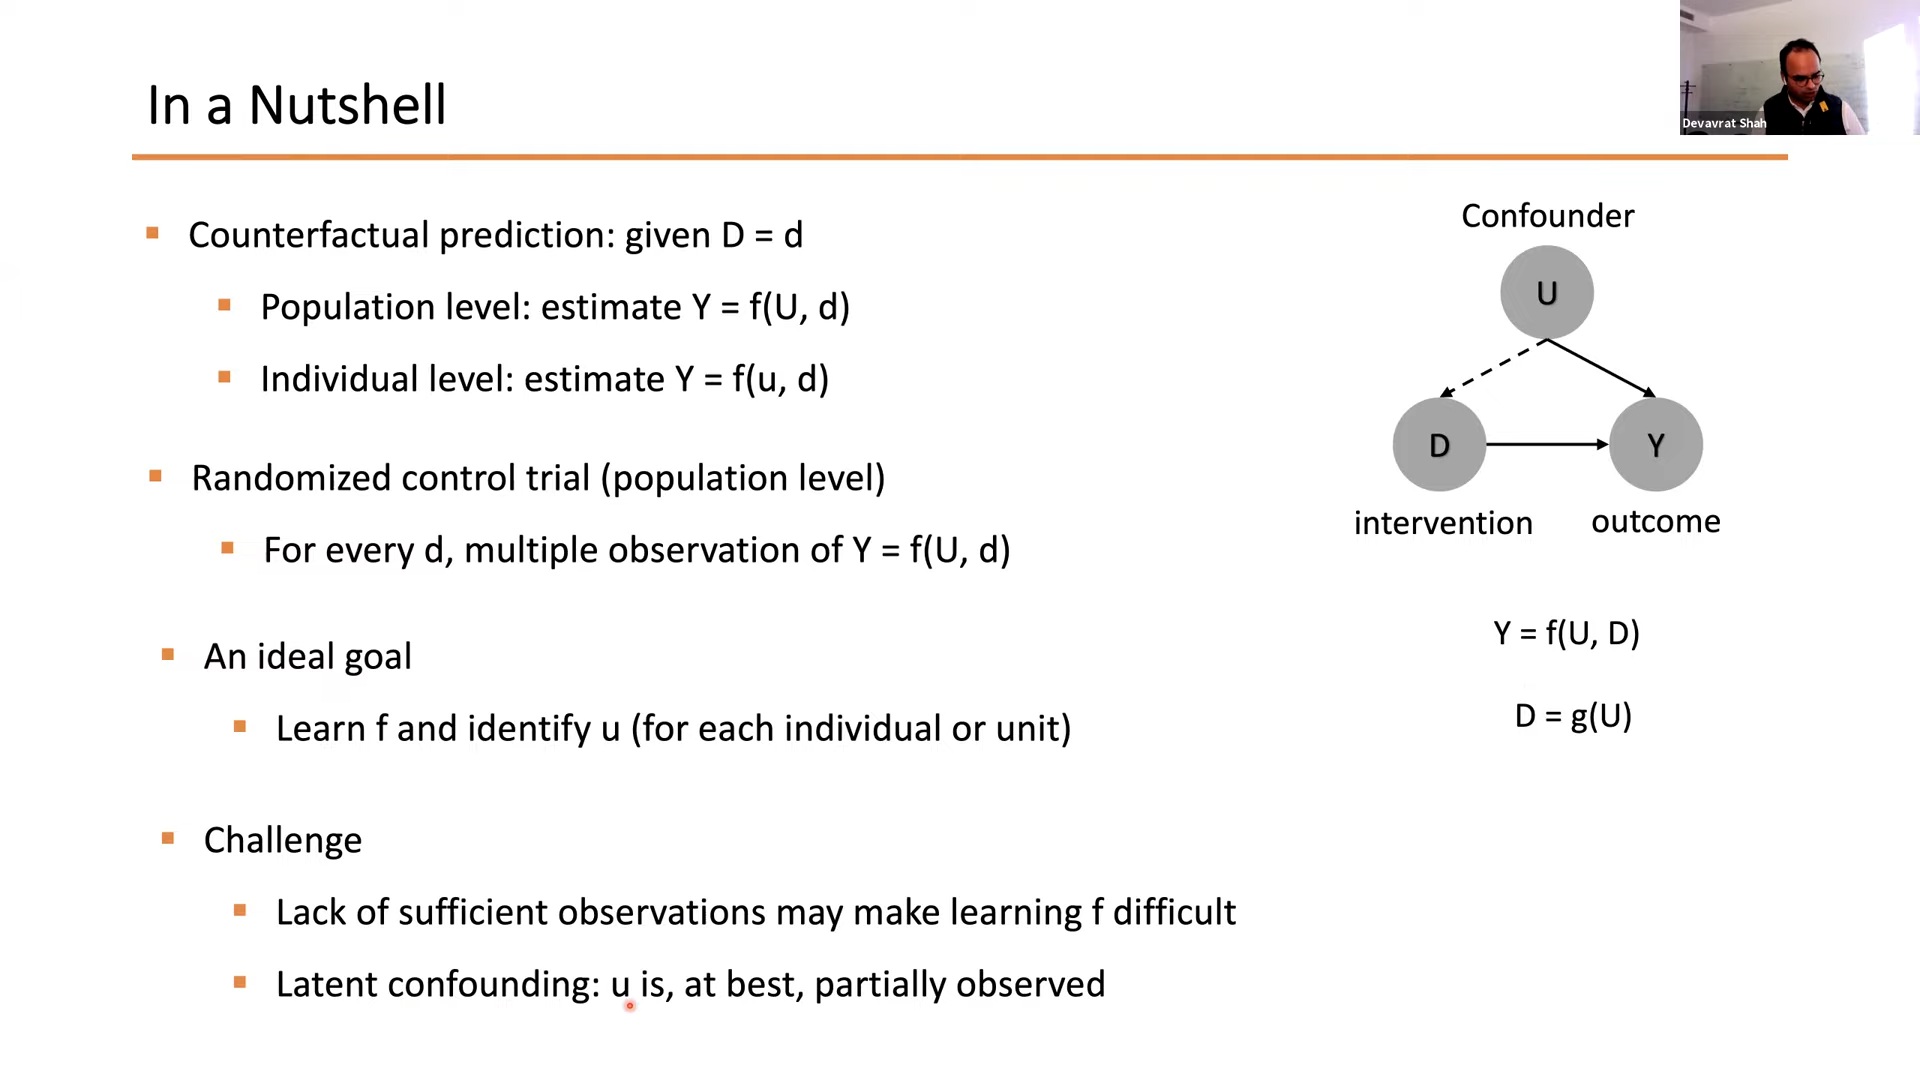 In a Nutshell
Devavrat Shah
Counterfactual prediction: given D = d
Population level: estimate Y = f(U, d)
Individual level: estimate Y = f(u, d)
Randomized control trial (population level)
For every d, multiple observation of Y = f(U, d)
An ideal goal
Learn f and identify u (for each individual or unit)
Challenge
Lack of sufficient observations may make learning f difficult
Latent confounding: u is, at best, partially observed
Confounder
U
D
Y
intervention
outcome
Y = f(U, D)
D = g(U)